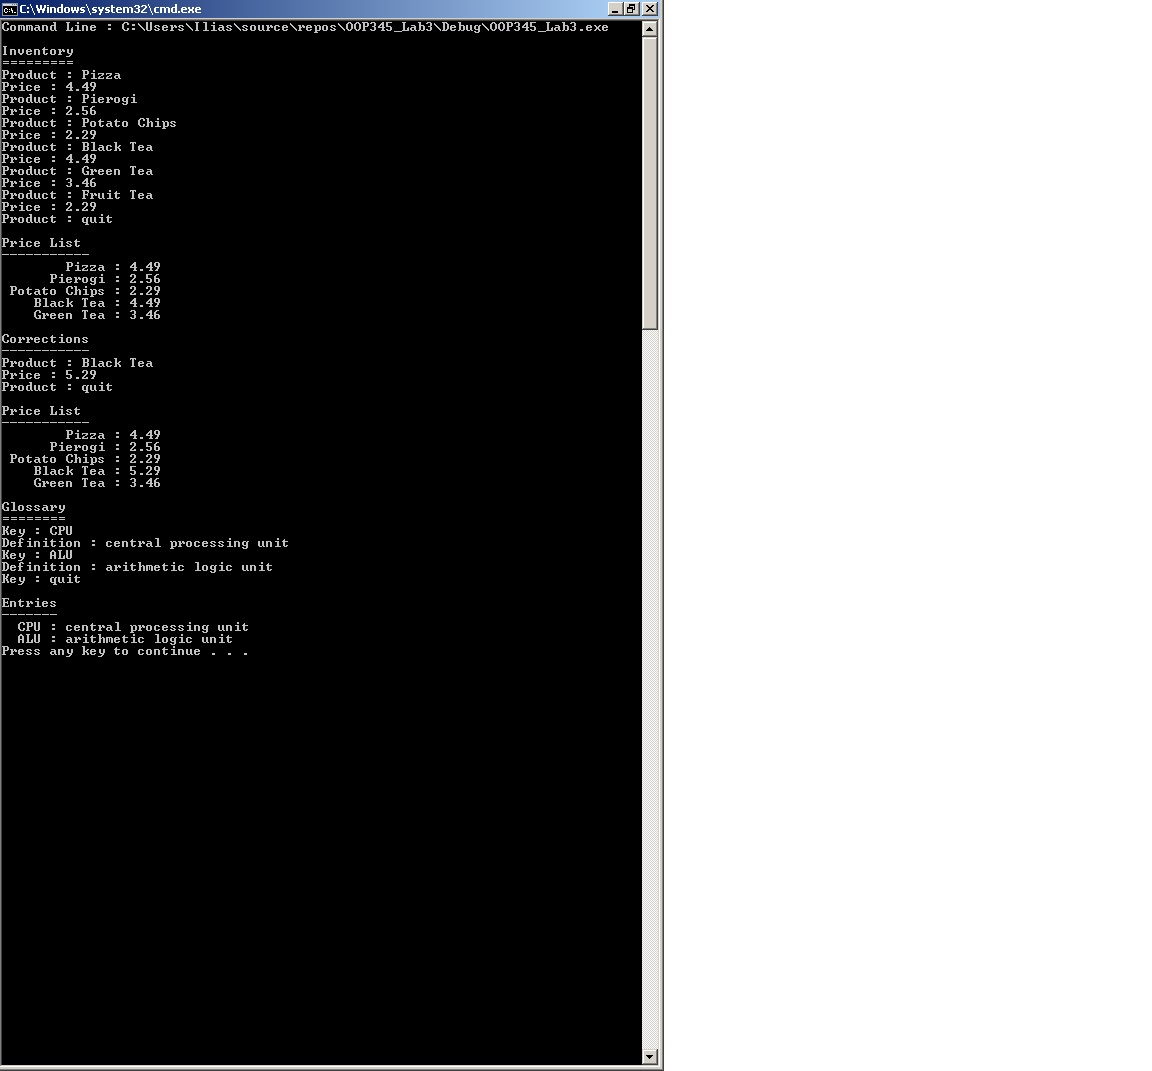 C:\Windows\system32\cmd.exe
Command Line : C:\Users\Ilias\source\repos\OOP345_Lab3\Debug\OOP345_Lab3.exe

Inventory
=========
Product : Pizza
Price : 4.49
Product : Pierogi
Price : 2.56
Product : Potato Chips
Price : 2.29
Product : Black Tea
Price : 4.49
Product : Green Tea
Price : 3.46
Product : Fruit Tea
Price : 2.29
Product : quit

Price List
-----------
        Pizza : 4.49
      Pierogi : 2.56
 Potato Chips : 2.29
    Black Tea : 4.49
    Green Tea : 3.46

Corrections
-----------
Product : Black Tea
Price : 5.29
Product : quit

Price List
-----------
        Pizza : 4.49
      Pierogi : 2.56
 Potato Chips : 2.29
    Black Tea : 5.29
    Green Tea : 3.46

Glossary
========
Key : CPU
Definition : central processing unit
Key : ALU
Definition : arithmetic logic unit
Key : quit

Entries
-------
  CPU : central processing unit
  ALU : arithmetic logic unit
Press any key to continue . . .